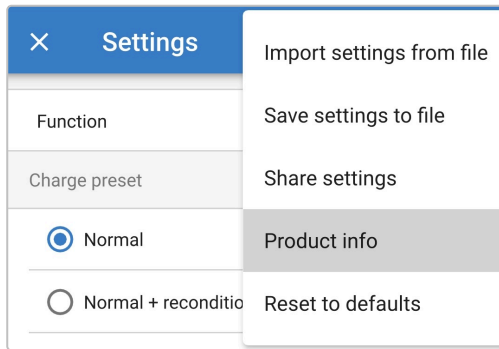 Settings
Function
Charge preset
Normal
Normal + reconditio
Import settings from file
Save settings to file
Share settings
Product info
Reset to defaults